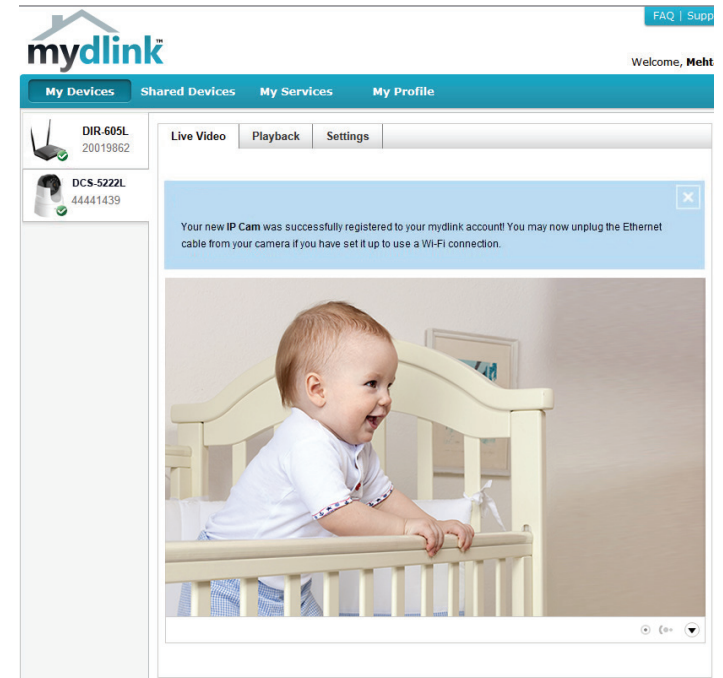 FAQ | Supp
mydlink™
Welcome, Meht
My Devices Shared Devices My Services My Profile
DIR-605L
20019862
DCS-5222L
44441439
Live Video Playback Settings
Your new IP Cam was successfully registered to your mydlink account! You may now unplug the Ethernet
cable from your camera if you have set it up to use a Wi-Fi connection.